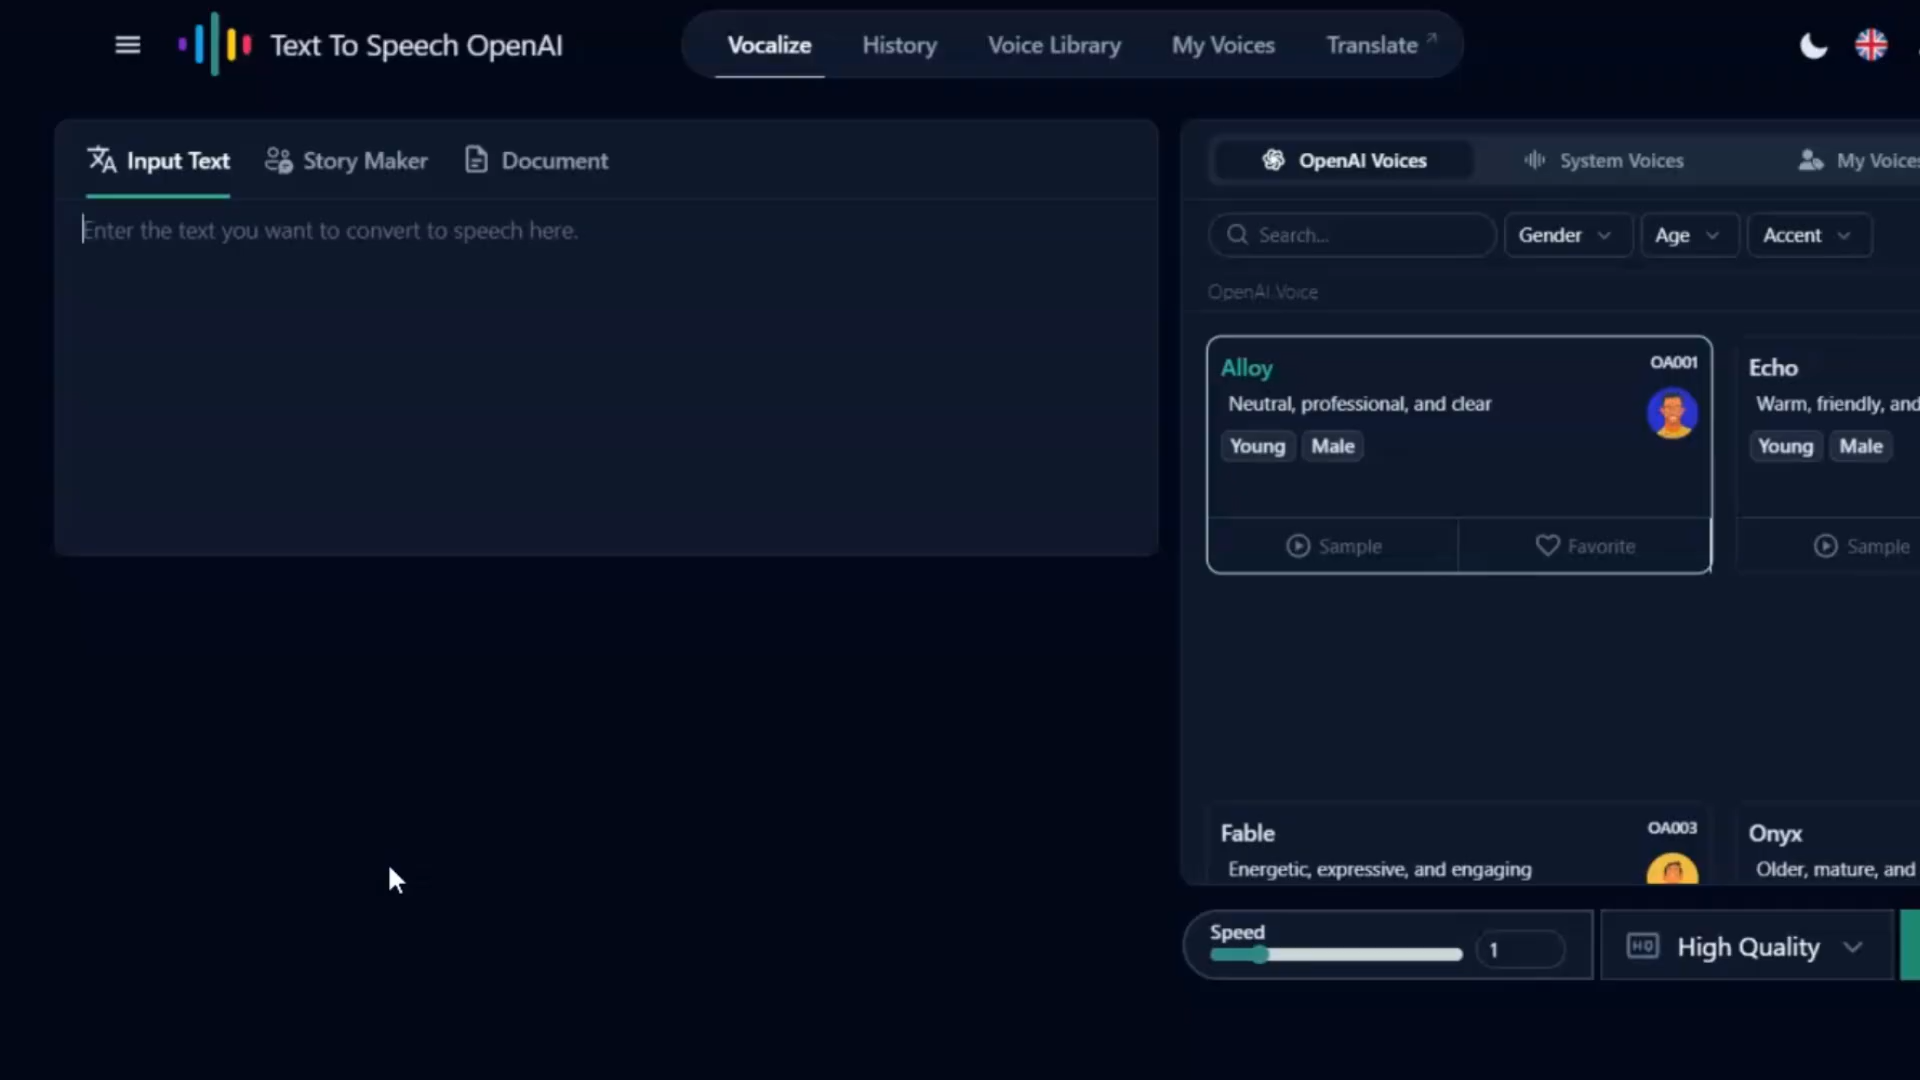 Text To Speech OpenAI
Vocalize History Voice Library My Voices Translate
Input Text Story Maker Document
Enter the text you want to convert to speech here.
OpenAI Voices System Voices My Voices
Search... Gender Age Accent
OpenAI Voice
Alloy OA001
Neutral, professional, and clear
Young Male
Sample Favorite
Echo
Warm, friendly, and
Young Male
Sample
Fable OA003
Energetic, expressive, and engaging
Onyx
Older, mature, and
Speed
1
HQ High Quality